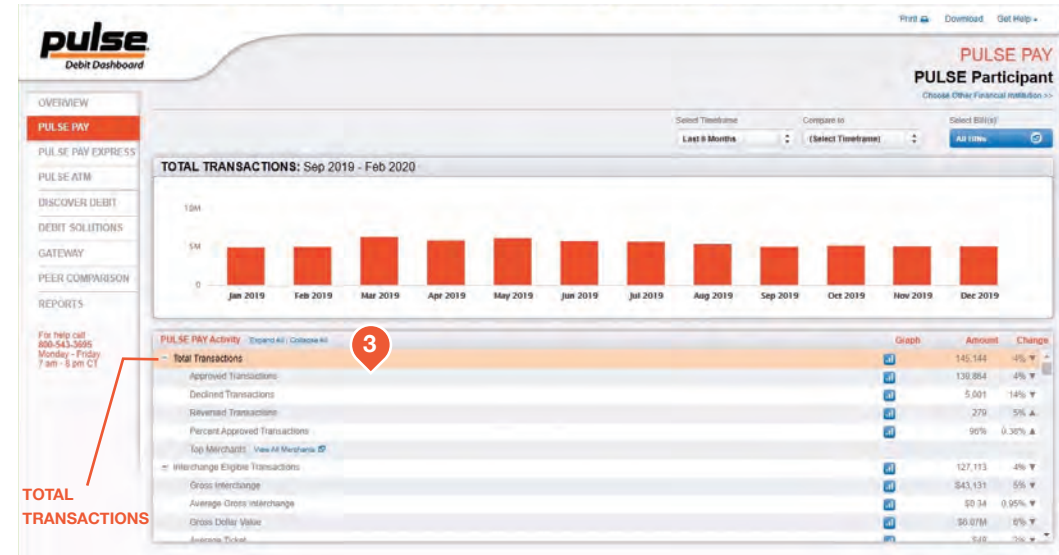 Print Download Get Help
pulse
Debit Dashboard
PULSE PAY
PULSE Participant
Choose Other Financial Institution >>
OVERVIEW
PULSE PAY
PULSE PAY EXPRESS
PULSE ATM
DISCOVER DEBIT
DEBIT SOLUTIONS
GATEWAY
PEER COMPARISON
REPORTS
For help call
800-543-3695
Monday - Friday
7 am - 8 pm CT
Select Timeframe Compare to Select BIN(s)
Last 6 Months (Select Timeframe) All BINs
TOTAL TRANSACTIONS: Sep 2019 - Feb 2020
10M
5M
0
Jan 2019 Feb 2019 Mar 2019 Apr 2019 May 2019 Jun 2019 Jul 2019 Aug 2019 Sep 2019 Oct 2019 Nov 2019 Dec 2019
PULSE PAY Activity Expand All | Collapse All 3 Graph Amount Change
− Total Transactions 145,144 4% ▼
Approved Transactions 139,864 4% ▼
Declined Transactions 5,001 14% ▼
Reversed Transactions 279 5% ▲
Percent Approved Transactions 96% 0.36% ▲
Top Merchants View All Merchants
− Interchange Eligible Transactions 127,113 4% ▼
Gross Interchange $43,131 5% ▼
Average Gross Interchange $0.34 0.95% ▼
Gross Dollar Value $6.07M 6% ▼
Average Ticket $48 2% ▼
TOTAL
TRANSACTIONS